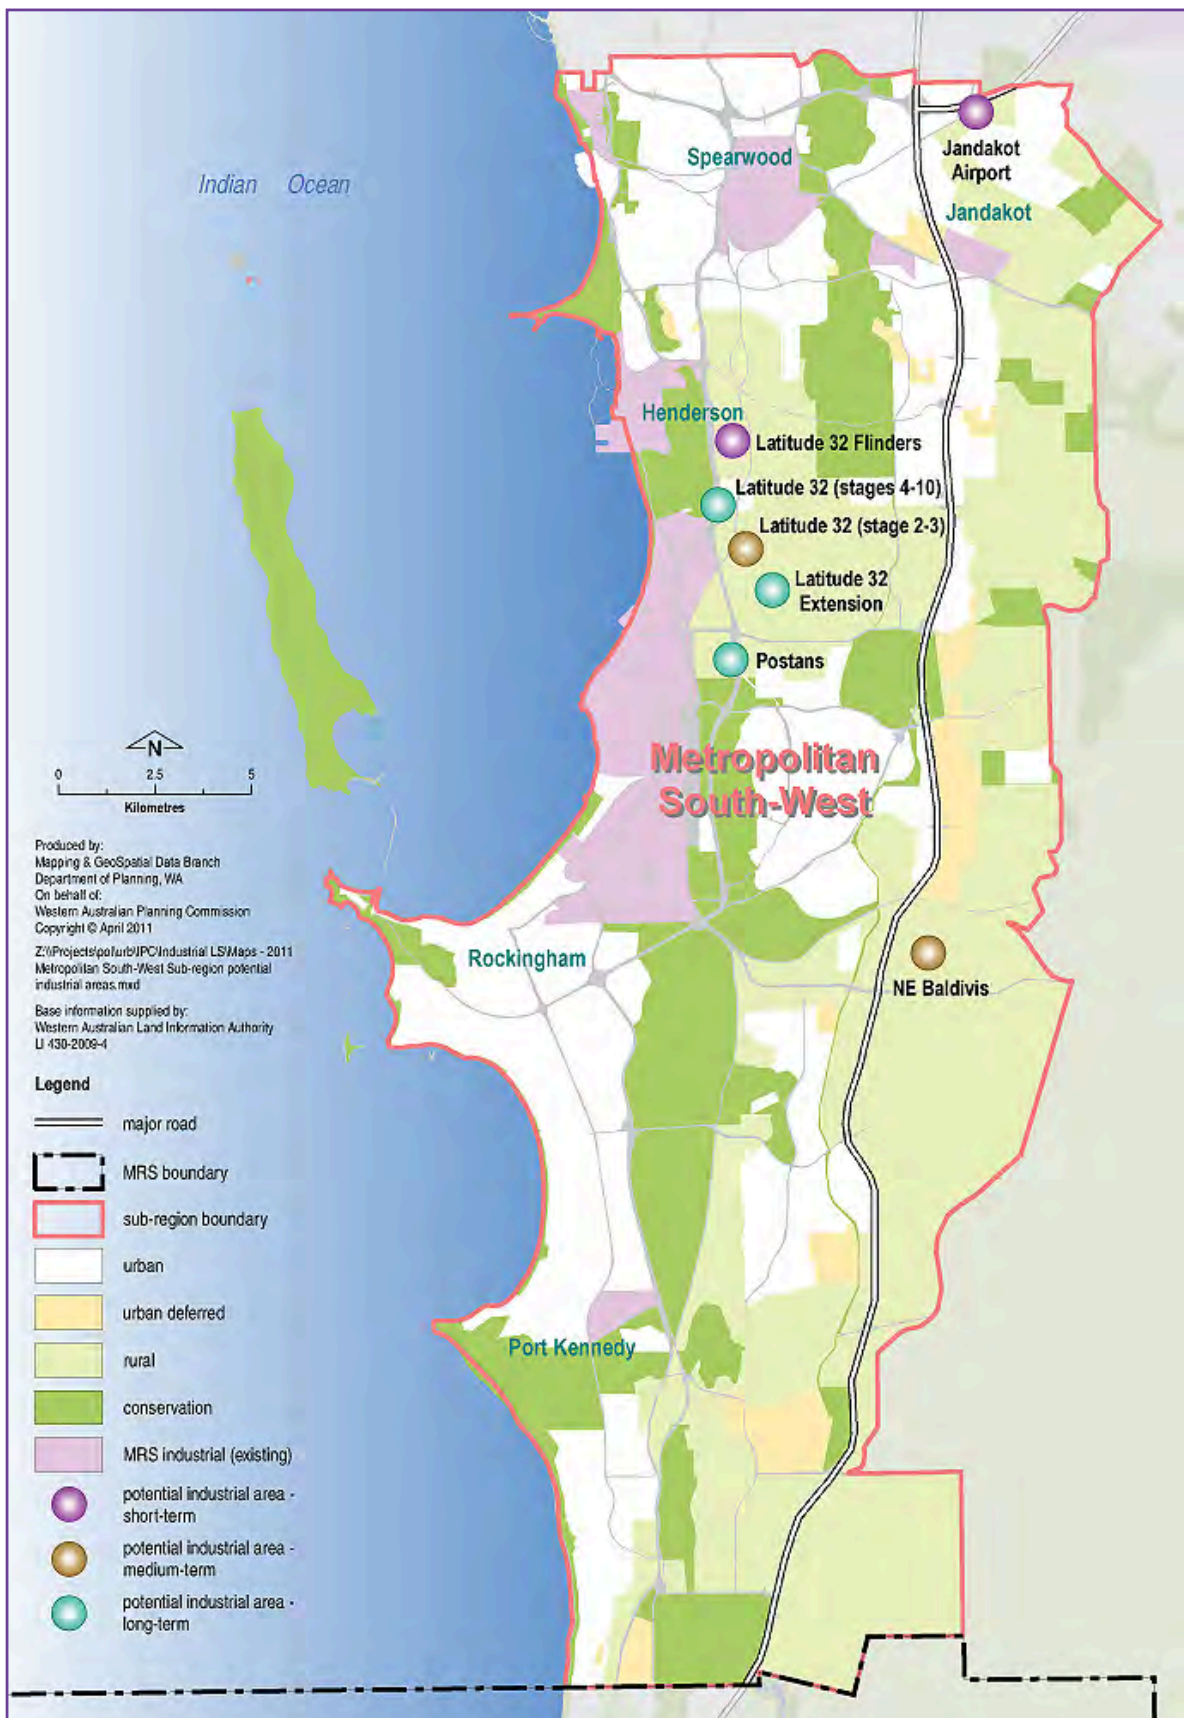 Spearwood
Jandakot
Airport
Jandakot
Indian Ocean
Henderson
Latitude 32 Flinders
Latitude 32 (stages 4-10)
Latitude 32 (stage 2-3)
Latitude 32
Extension
Postans
Metropolitan
South-West
N
0 2.5 5
Kilometres
Produced by:
Mapping & GeoSpatial Data Branch
Department of Planning, WA
On behalf of:
Western Australian Planning Commission
Copyright © April 2011
Metropolitan South-West Sub-region potential
industrial areas.mxd
Base information supplied by:
Western Australian Land Information Authority
LI 430-2009-4
Rockingham
NE Baldivis
Port Kennedy
Legend
major road
MRS boundary
sub-region boundary
urban
urban deferred
rural
conservation
MRS industrial (existing)
potential industrial area -
short-term
potential industrial area -
medium-term
potential industrial area -
long-term